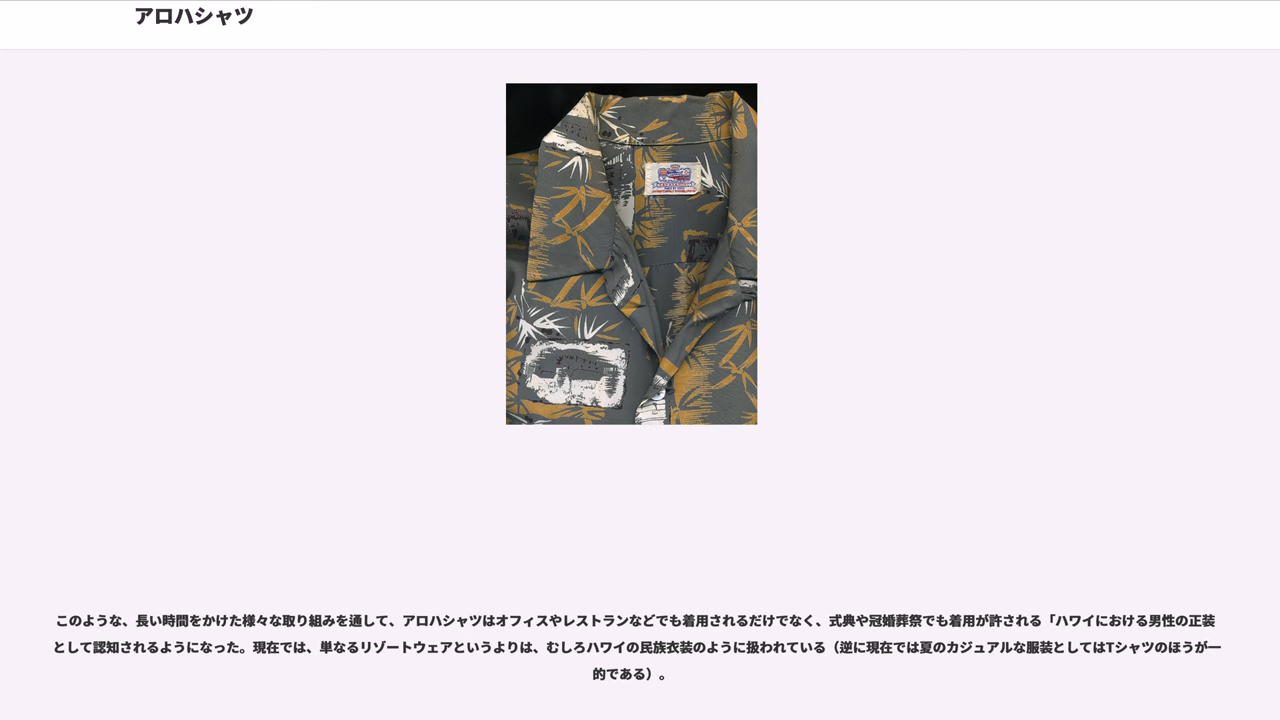 アロハシャツ
このような、長い時間をかけた様々な取り組みを通して、アロハシャツはオフィスやレストランなどでも着用されるだけでなく、式典や冠婚葬祭でも着用が許される「ハワイにおける男性の正装
として認知されるようになった。現在では、単なるリゾートウェアというよりは、むしろハワイの民族衣装のように扱われている（逆に現在では夏のカジュアルな服装としてはTシャツのほうが一
的である）。